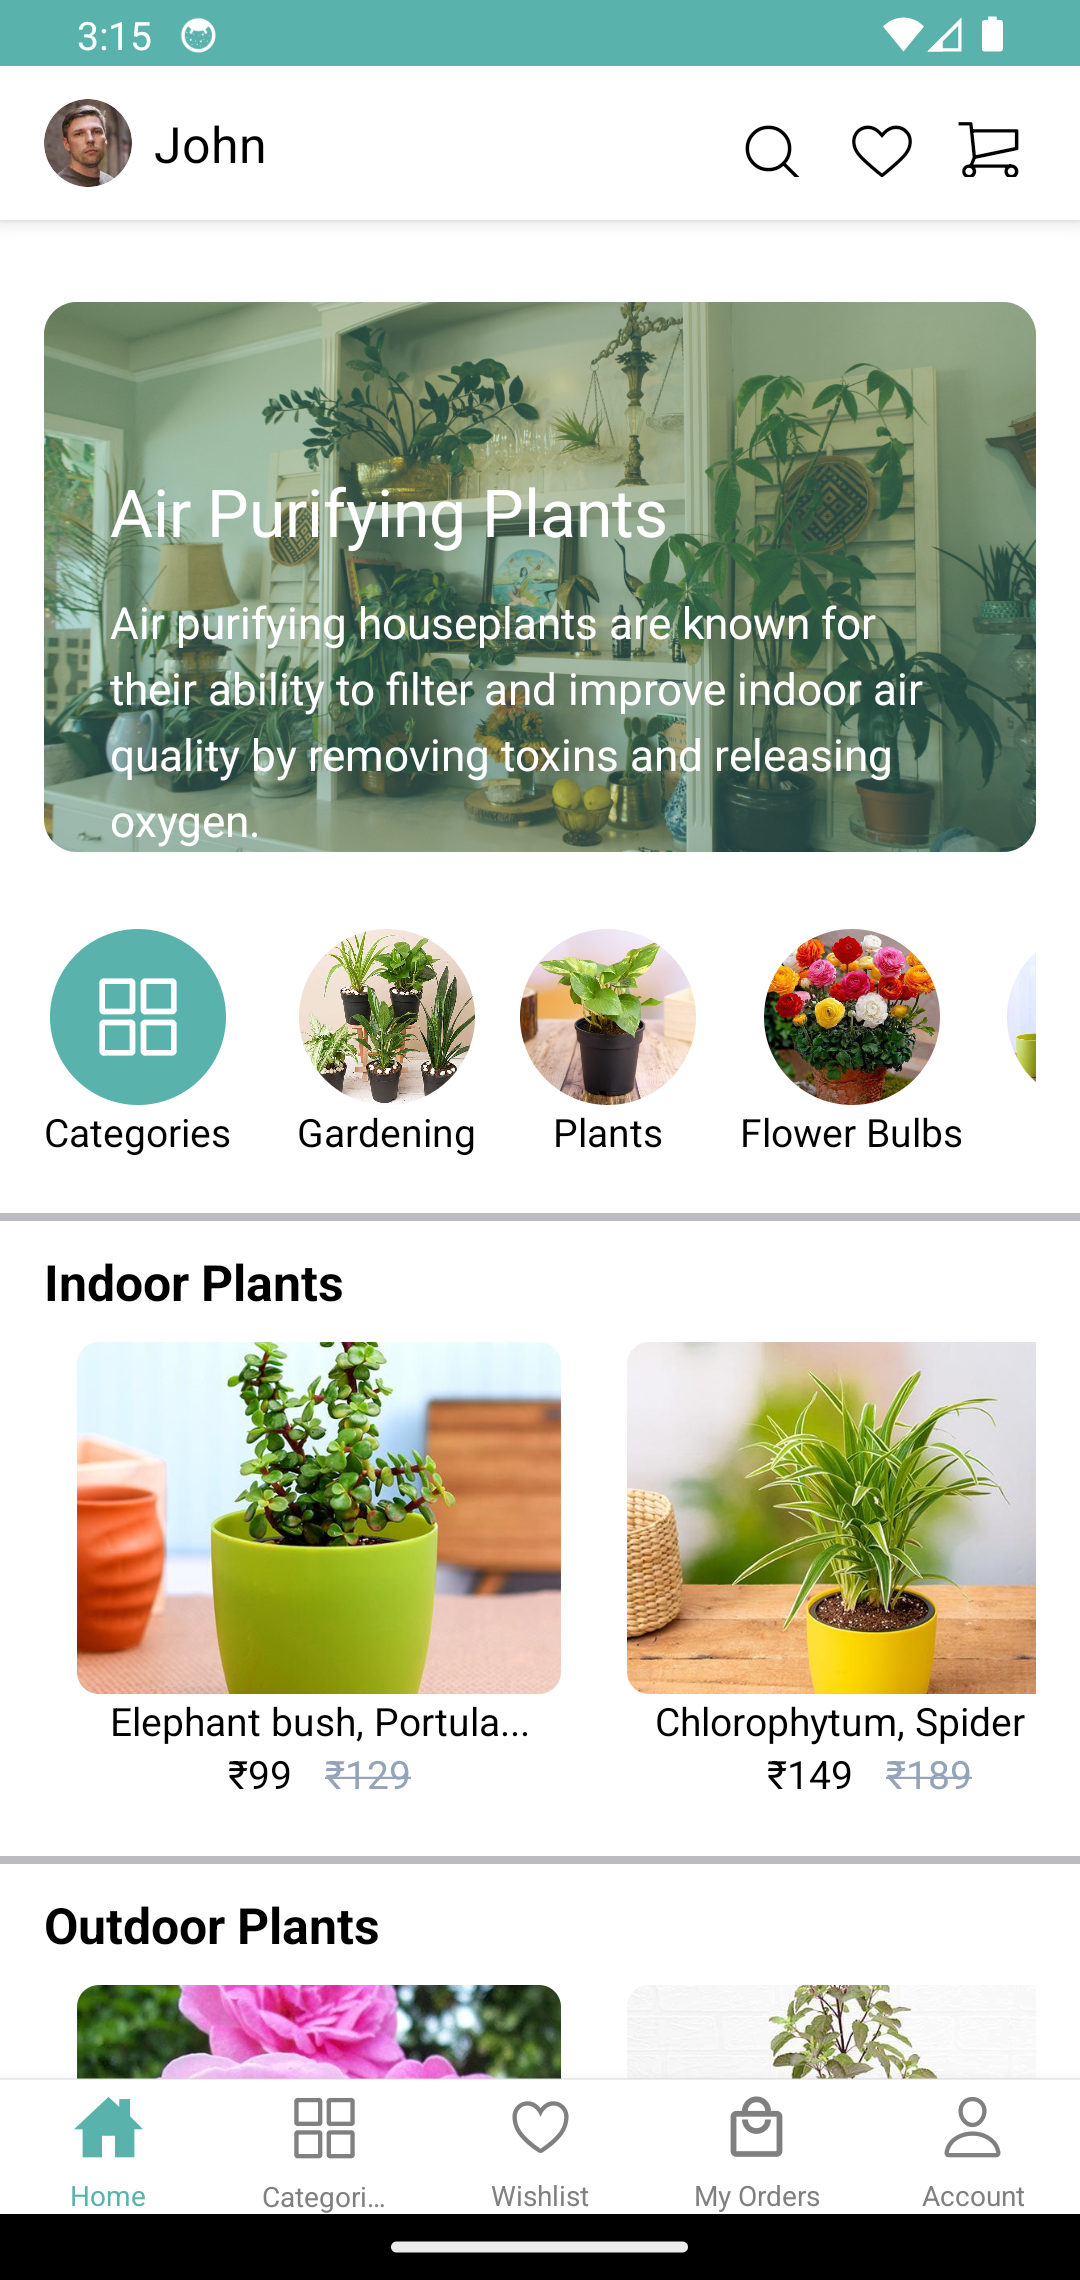 3:15
John
Air Purifying Plants
Air purifying houseplants are known for
their ability to filter and improve indoor air
quality by removing toxins and releasing
oxygen.
Categories
Gardening
Plants
Flower Bulbs
Indoor Plants
Elephant bush, Portula...
Chlorophytum, Spider
₹99 ₹129
₹149 ₹189
Outdoor Plants
Home
Categori...
Wishlist
My Orders
Account